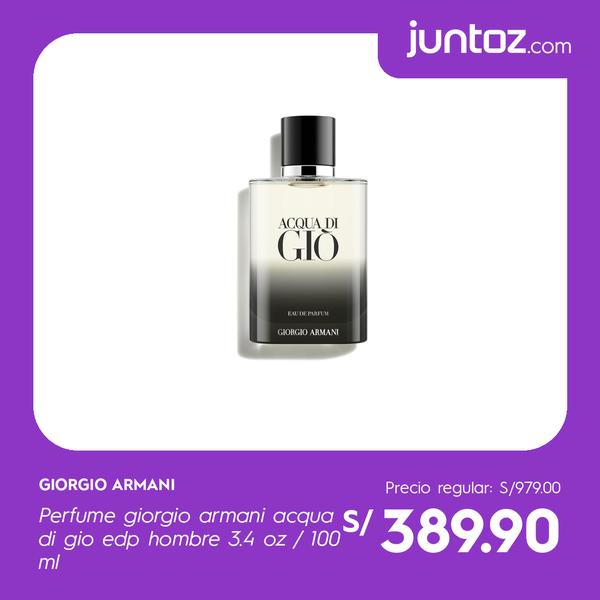 juntoz.com
ACQUA DI
GIÒ
EAU DE PARFUM
GIORGIO ARMANI
GIORGIO ARMANI
Precio regular: S/979.00
Perfume giorgio armani acqua
di gio edp hombre 3.4 oz / 100
ml
S/ 389.90